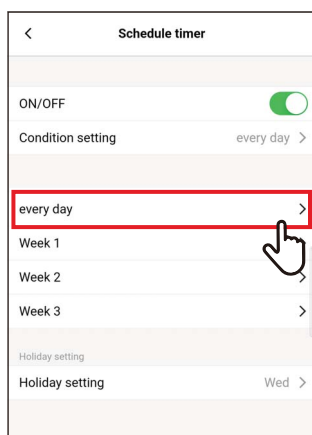 Schedule timer
ON/OFF
Condition setting every day
every day
Week 1
Week 2
Week 3
Holiday setting
Holiday setting Wed